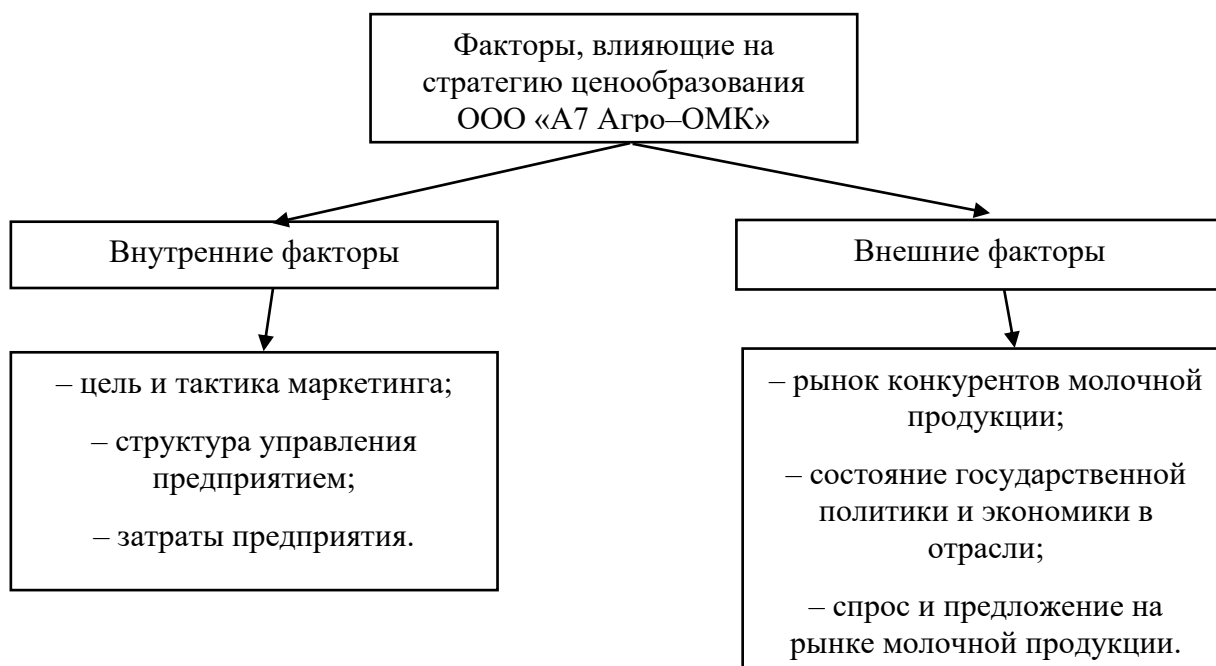 Факторы, влияющие на
стратегию ценообразования
ООО «А7 Агро–ОМК»
Внутренние факторы
Внешние факторы
– цель и тактика маркетинга;
– структура управления
предприятием;
– затраты предприятия.
– рынок конкурентов молочной
продукции;
– состояние государственной
политики и экономики в
отрасли;
– спрос и предложение на
рынке молочной продукции.